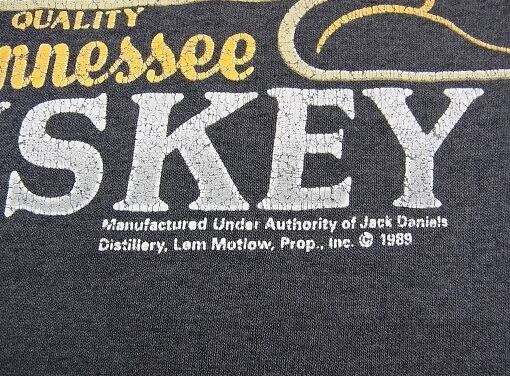 QUALITY
nnessee
SKEY
Manufactured Under Authority of Jack Daniels
Distillery, Lem Motlow, Prop., Inc. © 1989